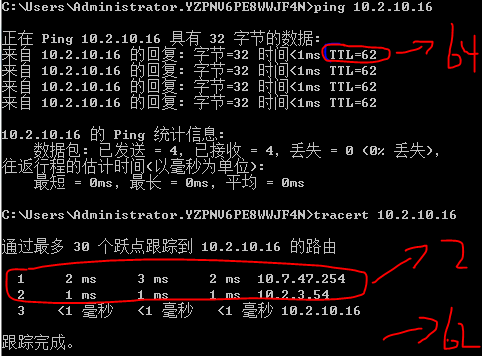 C:\Users\Administrator.YZPNV6PE8WWJF4N>ping 10.2.10.16
正在 Ping 10.2.10.16 具有 32 字节的数据:
来自 10.2.10.16 的回复: 字节=32 时间<1ms TTL=62 64
来自 10.2.10.16 的回复: 字节=32 时间<1ms TTL=62
来自 10.2.10.16 的回复: 字节=32 时间<1ms TTL=62
来自 10.2.10.16 的回复: 字节=32 时间<1ms TTL=62
10.2.10.16 的 Ping 统计信息:
数据包: 已发送 = 4, 已接收 = 4, 丢失 = 0 (0% 丢失),
往返行程的估计时间(以毫秒为单位):
最短 = 0ms, 最长 = 0ms, 平均 = 0ms
C:\Users\Administrator.YZPNV6PE8WWJF4N>tracert 10.2.10.16
通过最多 30 个跃点跟踪到 10.2.10.16 的路由
1 2 ms 3 ms 2 ms 10.7.47.254 2
2 1 ms 1 ms 1 ms 10.2.3.54
3 <1 毫秒 <1 毫秒 <1 毫秒 10.2.10.16
62
跟踪完成。